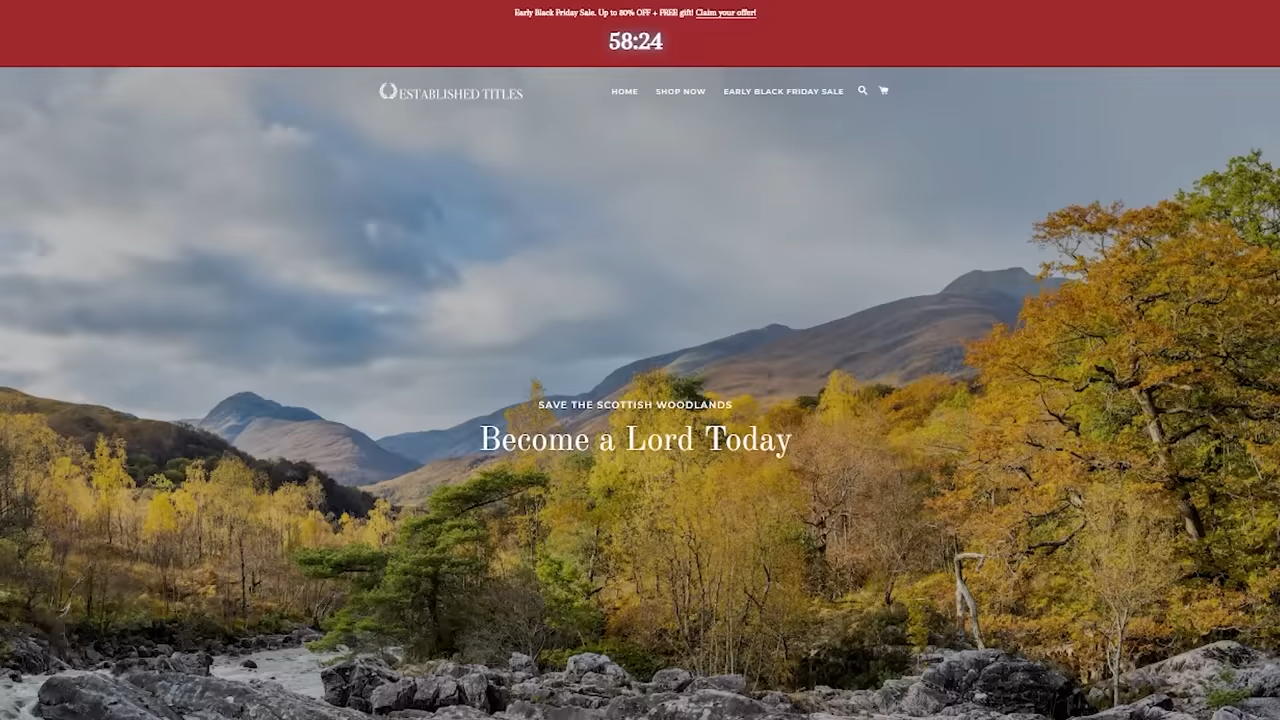 Early Black Friday Sale. Up to 80% OFF + FREE gift! Claim your offer!
58:24
ESTABLISHED TITLES
HOME SHOP NOW EARLY BLACK FRIDAY SALE
SAVE THE SCOTTISH WOODLANDS
Become a Lord Today